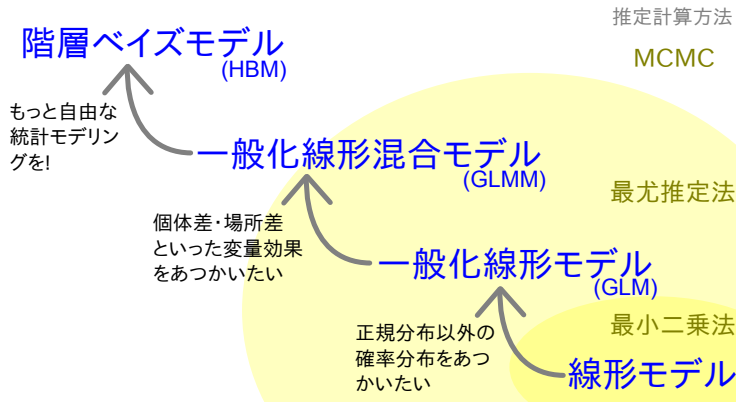 推定計算方法
階層ベイズモデル
(HBM)
MCMC
もっと自由な
統計モデリン
グを!
一般化線形混合モデル
(GLMM)
最尤推定法
個体差・場所差
といった変量効果
をあつかいたい
一般化線形モデル
(GLM)
最小二乗法
正規分布以外の
確率分布をあつ
かいたい
線形モデル